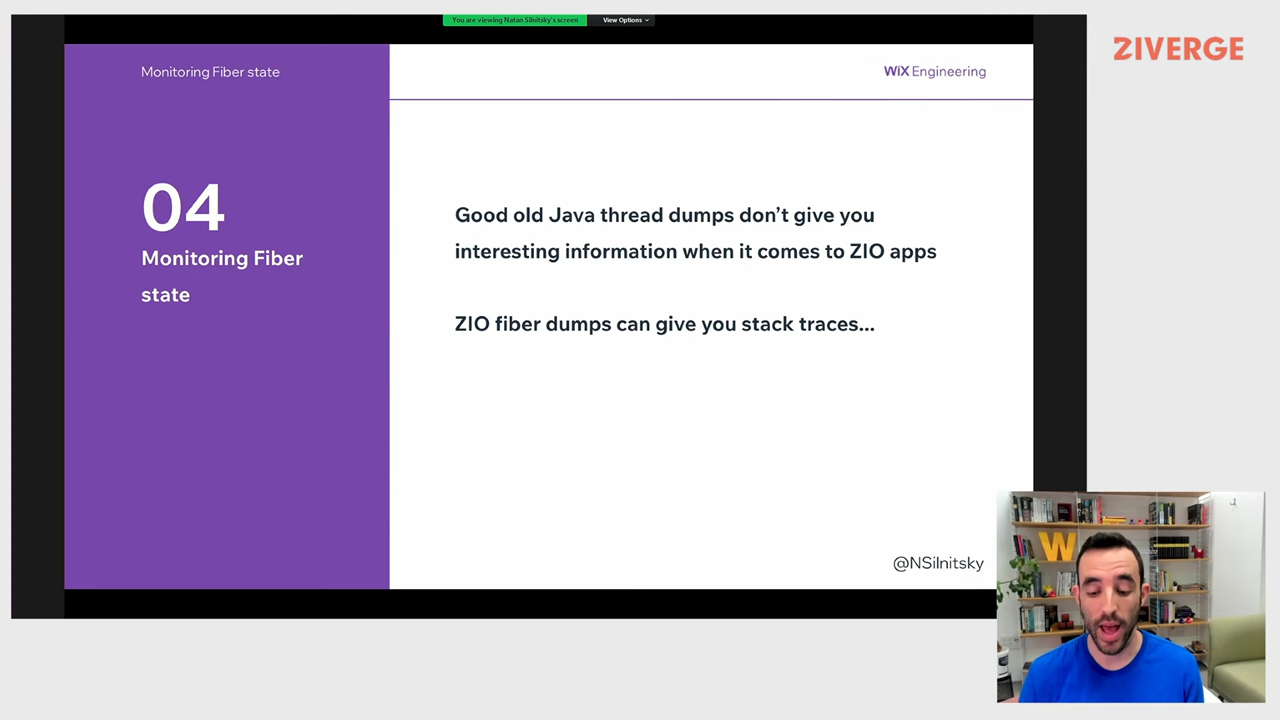 You are viewing Natan Silnitsky's screen
View Options
ZIVERGE
Monitoring Fiber state
WiX Engineering
04
Monitoring Fiber
state
Good old Java thread dumps don't give you
interesting information when it comes to ZIO apps
ZIO fiber dumps can give you stack traces...
@NSilnitsky
W